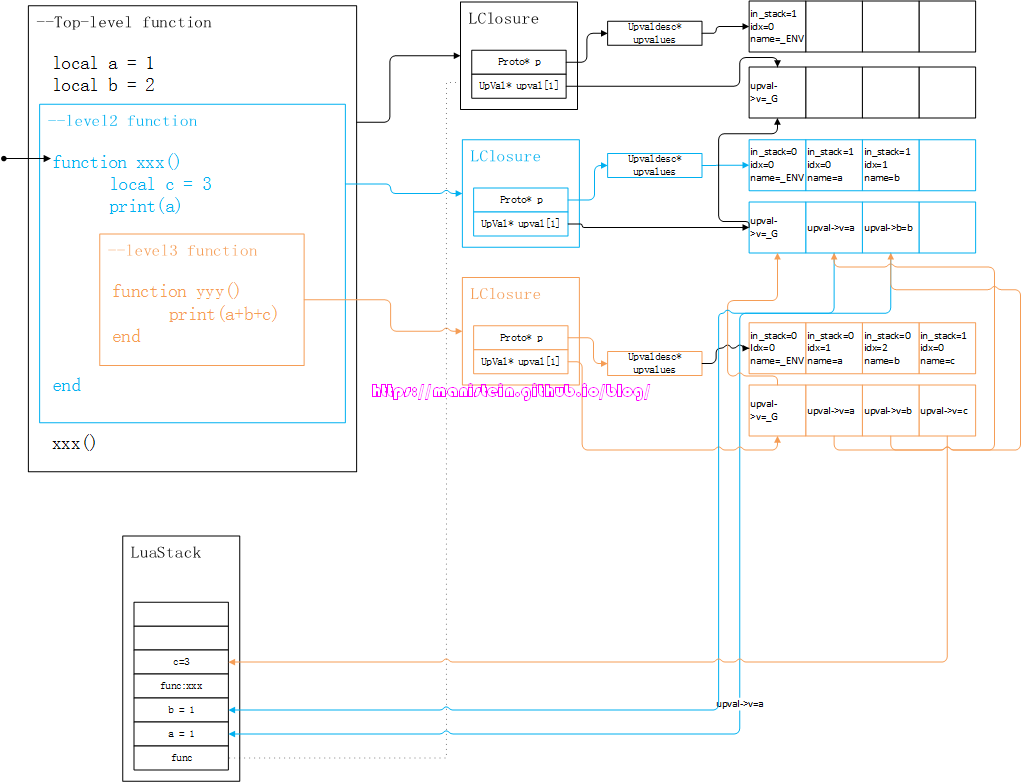 --Top-level function
local a = 1
local b = 2
--level2 function
function xxx()
local c = 3
print(a)
--level3 function
function yyy()
print(a+b+c)
end
end
xxx()
LClosure
Proto* p
UpVal* upval[1]
Upvaldesc*
upvalues
in_stack=1
idx=0
name=_ENV
upval-
>v=_G
LClosure
Proto* p
UpVal* upval[1]
Upvaldesc*
upvalues
in_stack=0
idx=0
name=_ENV
in_stack=1
idx=0
name=a
in_stack=1
idx=1
name=b
upval-
>v=_G
upval->v=a
upval->b=b
LClosure
Proto* p
UpVal* upval[1]
Upvaldesc*
upvalues
in_stack=0
Idx=0
name=_ENV
in_stack=0
idx=1
name=a
in_stack=0
idx=2
name=b
in_stack=1
idx=0
name=c
upval-
>v=_G
upval->v=a
upval->v=b
upval->v=c
https://manistein.github.io/blog/
LuaStack
c=3
func:xxx
b = 1
a = 1
func
upval->v=a